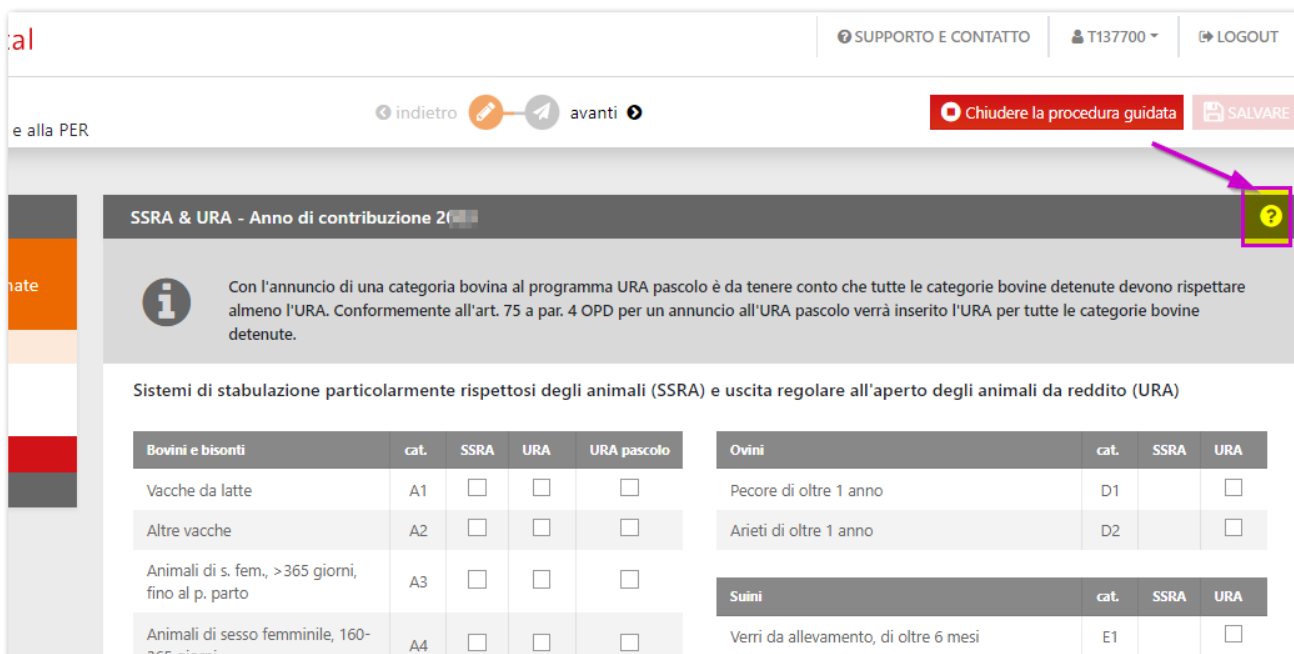 SUPPORTO E CONTATTO
T137700
LOGOUT
indietro
avanti
Chiudere la procedura guidata
SALVARE
e alla PER
SSRA & URA - Anno di contribuzione 2
?
Con l'annuncio di una categoria bovina al programma URA pascolo è da tenere conto che tutte le categorie bovine detenute devono rispettare
almeno l'URA. Conformemente all'art. 75 a par. 4 OPD per un annuncio all'URA pascolo verrà inserito l'URA per tutte le categorie bovine
detenute.
Sistemi di stabulazione particolarmente rispettosi degli animali (SSRA) e uscita regolare all'aperto degli animali da reddito (URA)
Bovini e bisonti cat. SSRA URA URA pascolo
Vacche da latte A1
Altre vacche A2
Animali di s. fem., >365 giorni,
fino al p. parto A3
Animali di sesso femminile, 160-
A4
Ovini cat. SSRA URA
Pecore di oltre 1 anno D1
Arieti di oltre 1 anno D2
Suini cat. SSRA URA
Verri da allevamento, di oltre 6 mesi E1